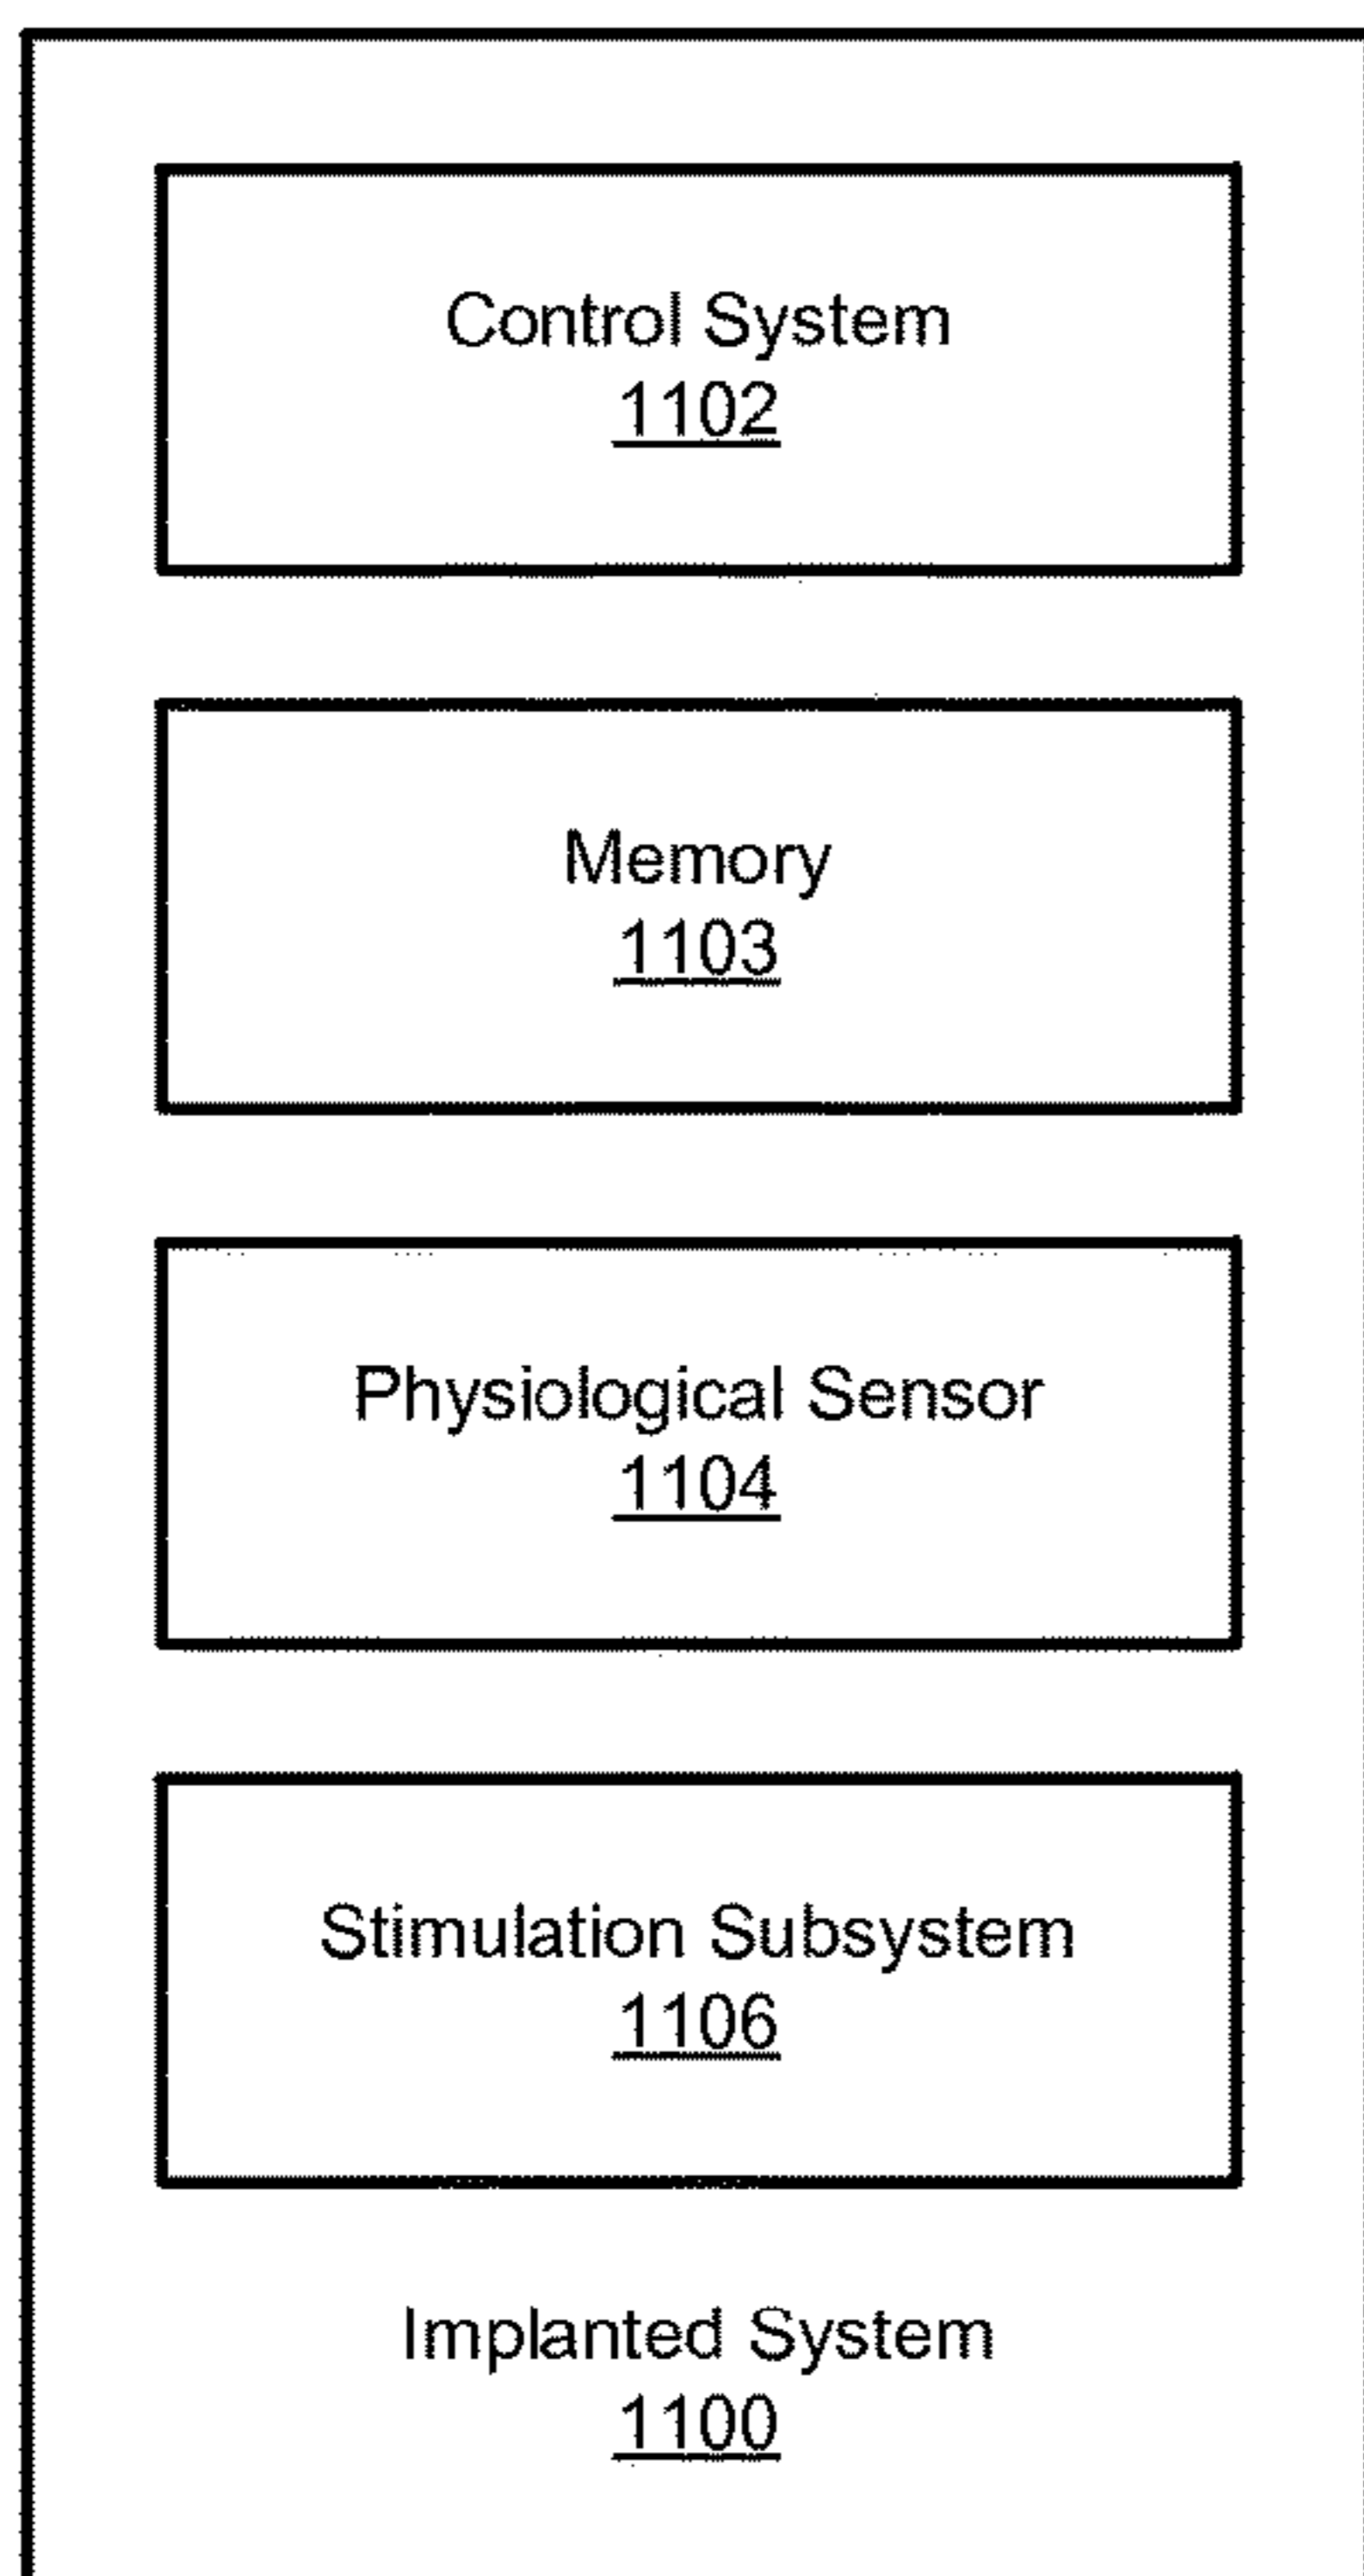 Control System
1102
Memory
1103
Physiological Sensor
1104
Stimulation Subsystem
1106
Implanted System
1100